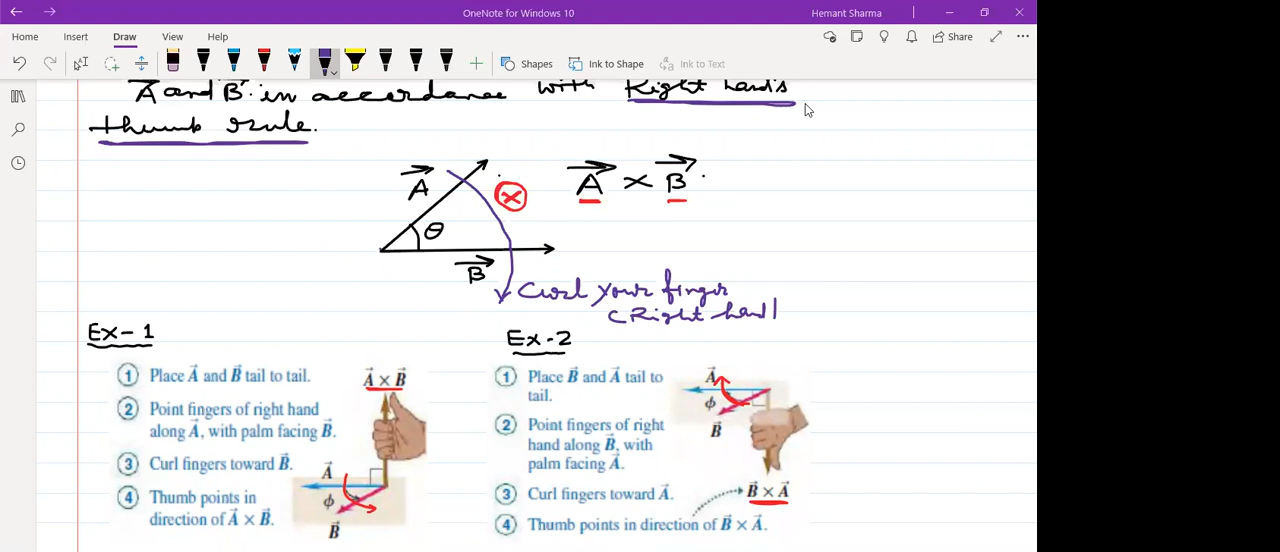 OneNote for Windows 10
Hemant Sharma
Home Insert Draw View Help
Share
Shapes Ink to Shape Ink to Text
A⃗ and B⃗ in accordance with Right hand's
thumb rule.
A⃗
θ
B⃗
A⃗ × B⃗
Curl your finger
(Right hand)
Ex-1
① Place A⃗ and B⃗ tail to tail.
② Point fingers of right hand
along A⃗, with palm facing B⃗.
③ Curl fingers toward B⃗.
④ Thumb points in
direction of A⃗ × B⃗.
A⃗ × B⃗
A⃗
ϕ
B⃗
Ex-2
① Place B⃗ and A⃗ tail to
tail.
② Point fingers of right
hand along B⃗, with
palm facing A⃗.
③ Curl fingers toward A⃗.
④ Thumb points in direction of B⃗ × A⃗.
A⃗
ϕ
B⃗
B⃗ × A⃗